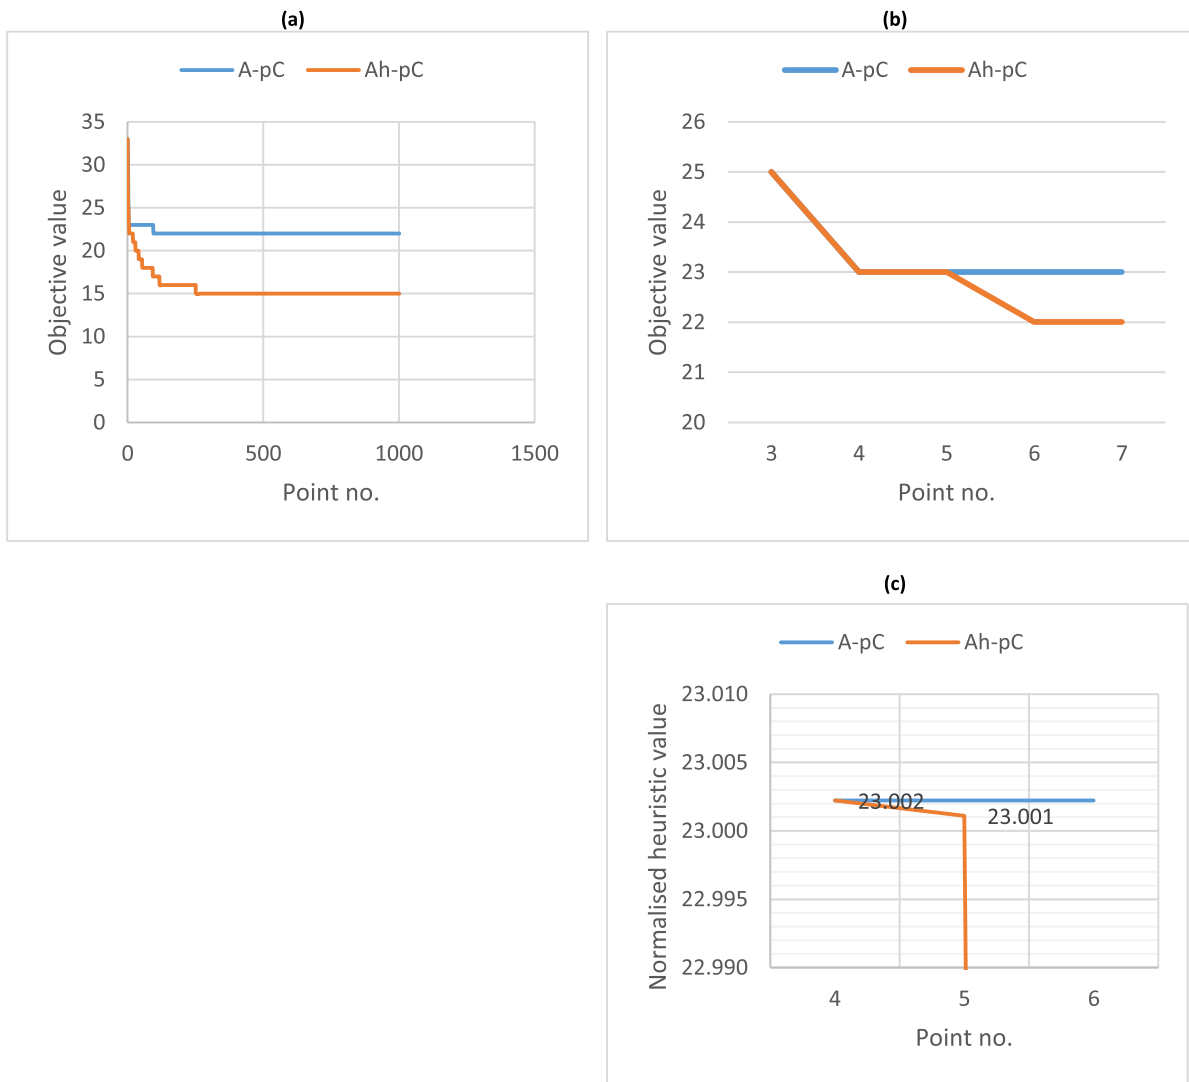 (a)
A-pC Ah-pC
35
30
25
20
15
10
5
0
0 500 1000 1500
Objective value
Point no.
(b)
A-pC Ah-pC
26
25
24
23
22
21
20
3 4 5 6 7
Objective value
Point no.
(c)
A-pC Ah-pC
23.010
23.005
23.000
22.995
22.990
23.002
23.001
4 5 6
Normalised heuristic value
Point no.